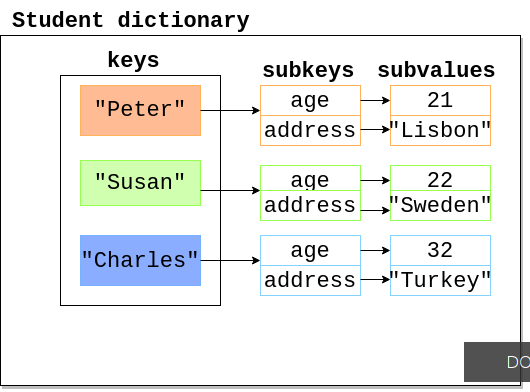 Student dictionary
keys
subkeys subvalues
"Peter" age 21
address "Lisbon"
"Susan" age 22
address "Sweden"
"Charles" age 32
address "Turkey"